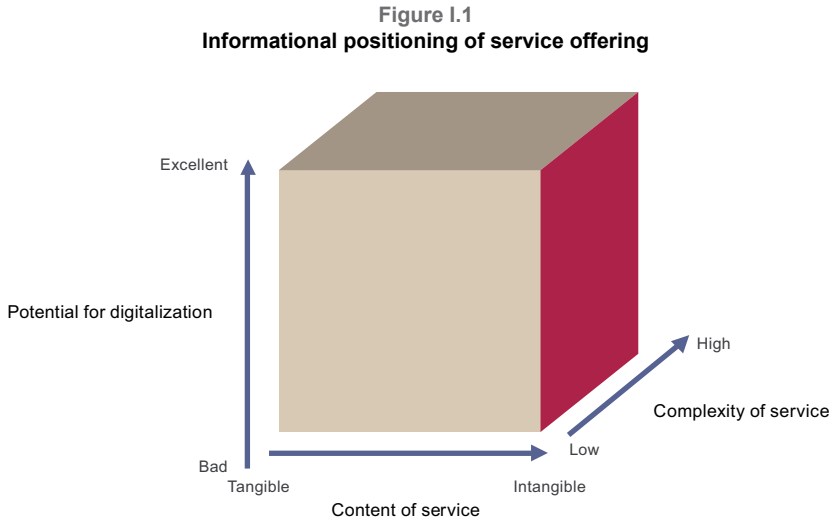 Figure I.1
Informational positioning of service offering
Excellent
Potential for digitalization
High
Complexity of service
Low
Bad
Tangible
Intangible
Content of service